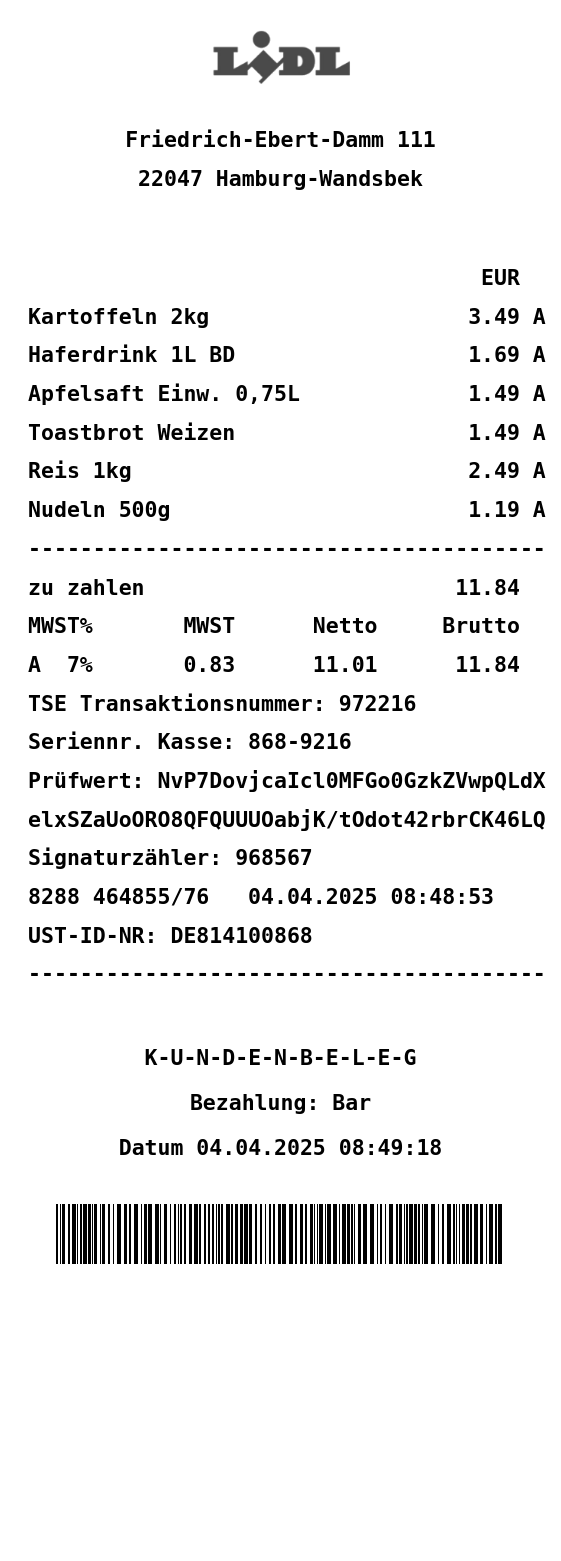 LIDL
Friedrich-Ebert-Damm 111
22047 Hamburg-Wandsbek
EUR
Kartoffeln 2kg 3.49 A
Haferdrink 1L BD 1.69 A
Apfelsaft Einw. 0,75L 1.49 A
Toastbrot Weizen 1.49 A
Reis 1kg 2.49 A
Nudeln 500g 1.19 A
----------------------------------------
zu zahlen 11.84
MWST% MWST Netto Brutto
A 7% 0.83 11.01 11.84
TSE Transaktionsnummer: 972216
Seriennr. Kasse: 868-9216
Prüfwert: NvP7DovjcaIcl0MFGo0GzkZVwpQLdX
elxSZaUoORO8QFQUUUOabjK/tOdot42rbrCK46LQ
Signaturzähler: 968567
8288 464855/76 04.04.2025 08:48:53
UST-ID-NR: DE814100868
----------------------------------------
K-U-N-D-E-N-B-E-L-E-G
Bezahlung: Bar
Datum 04.04.2025 08:49:18